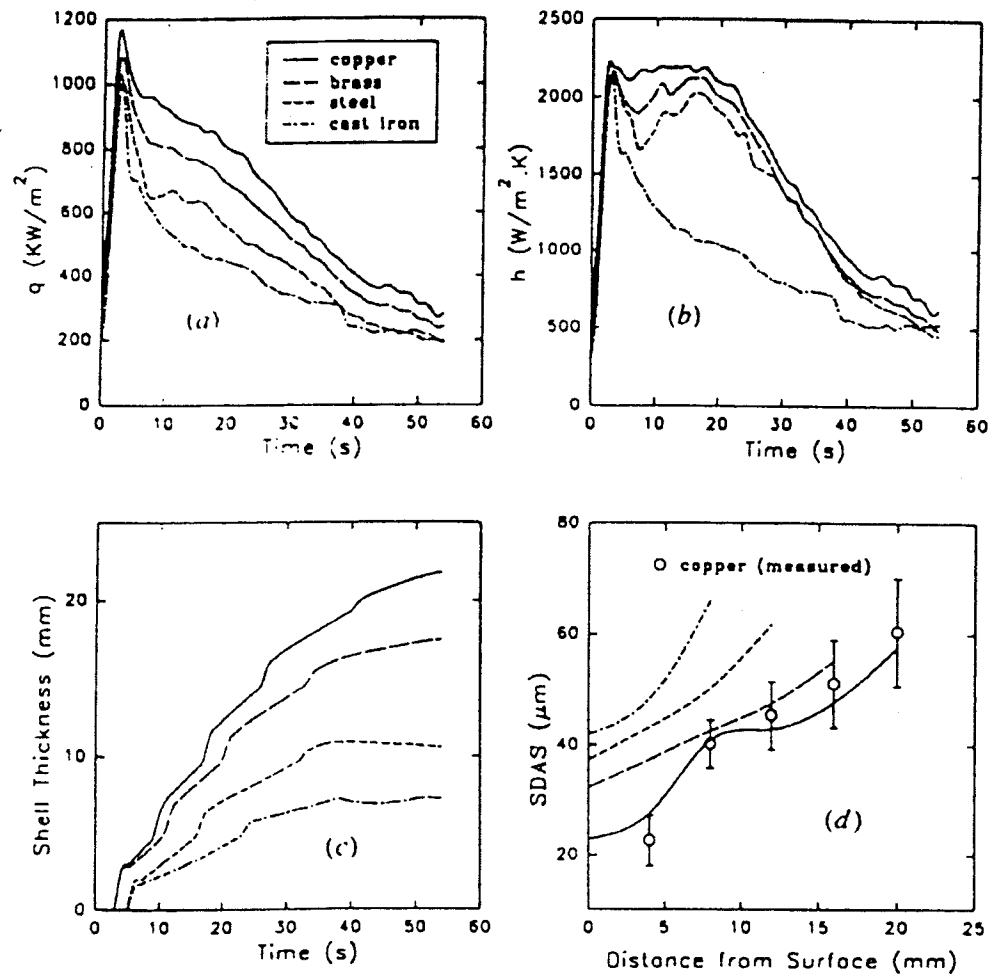 q (KW/m²)
1200
1000
800
600
400
200
0
copper
brass
steel
cast iron
(a)
0 10 20 30 40 50 60
Time (s)
h (W/m².K)
2500
2000
1500
1000
500
0
(b)
0 10 20 30 40 50 60
Time (s)
Shell Thickness (mm)
20
10
0
(c)
0 10 20 30 40 50 60
Time (s)
SDAS (μm)
80
60
40
20
copper (measured)
(d)
0 5 10 15 20 25
Distance from Surface (mm)